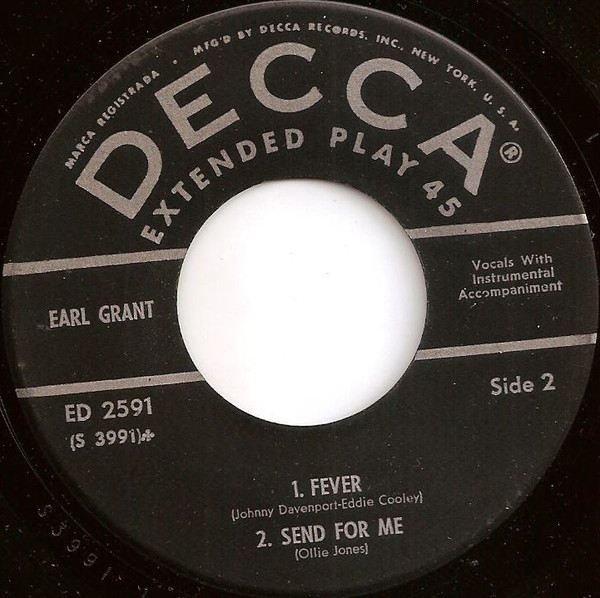 MARCA REGISTRADA • MFG'D BY DECCA RECORDS, INC., NEW YORK, U.S.A.
DECCA®
EXTENDED PLAY 45
Vocals With
Instrumental
Accompaniment
EARL GRANT
Side 2
ED 2591
(S 3991)✤
1. FEVER
(Johnny Davenport-Eddie Cooley)
2. SEND FOR ME
(Ollie Jones)
S3991